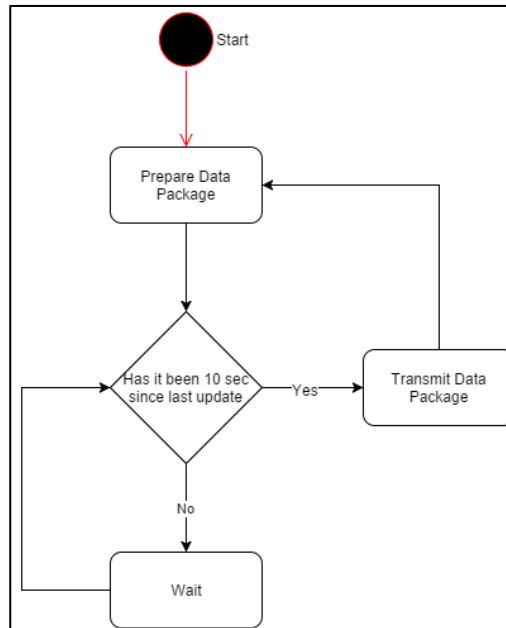 Start
Prepare Data
Package
Has it been 10 sec
since last update
Yes
Transmit Data
Package
No
Wait